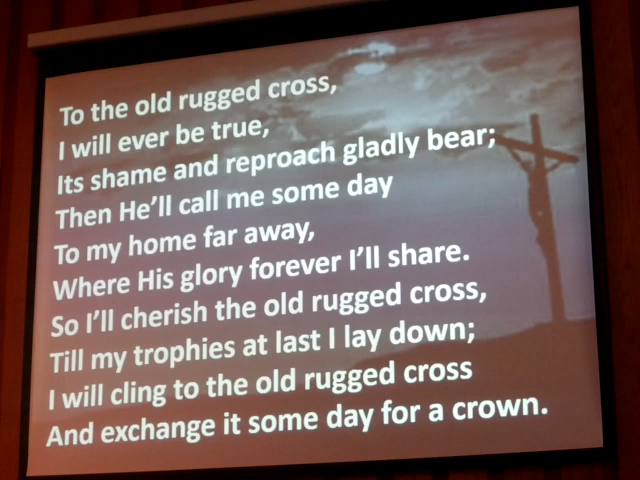 To the old rugged cross,
I will ever be true,
Its shame and reproach gladly bear;
Then He'll call me some day
To my home far away,
Where His glory forever I'll share.
So I'll cherish the old rugged cross,
Till my trophies at last I lay down;
I will cling to the old rugged cross
And exchange it some day for a crown.